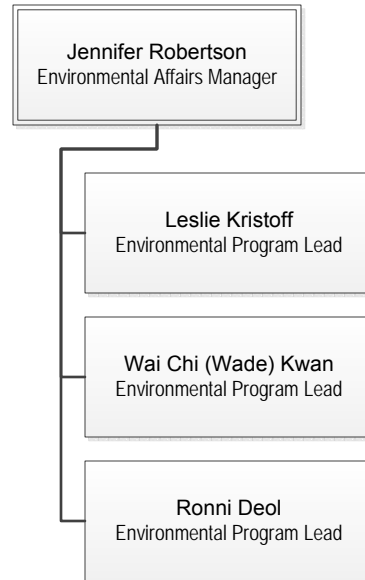 Jennifer Robertson
Environmental Affairs Manager
Leslie Kristoff
Environmental Program Lead
Wai Chi (Wade) Kwan
Environmental Program Lead
Ronni Deol
Environmental Program Lead